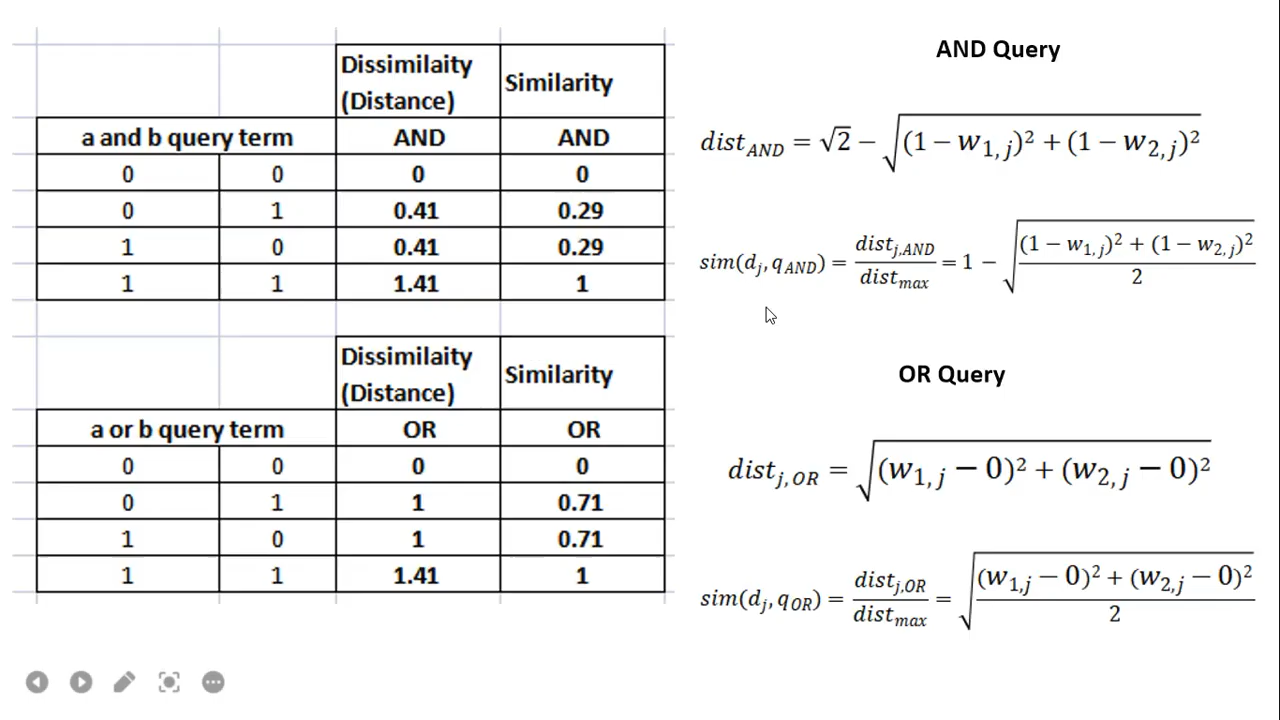 Dissimilaity
(Distance) Similarity
a and b query term AND AND
0 0 0 0
0 1 0.41 0.29
1 0 0.41 0.29
1 1 1.41 1
Dissimilaity
(Distance) Similarity
a or b query term OR OR
0 0 0 0
0 1 1 0.71
1 0 1 0.71
1 1 1.41 1
AND Query
dist_AND = √2 − √((1 − w_1,j)² + (1 − w_2,j)²)
sim(d_j, q_AND) = dist_j,AND / dist_max = 1 − √(((1 − w_1,j)² + (1 − w_2,j)²) / 2)
OR Query
dist_j,OR = √((w_1,j − 0)² + (w_2,j − 0)²)
sim(d_j, q_OR) = dist_j,OR / dist_max = √(((w_1,j − 0)² + (w_2,j − 0)²) / 2)